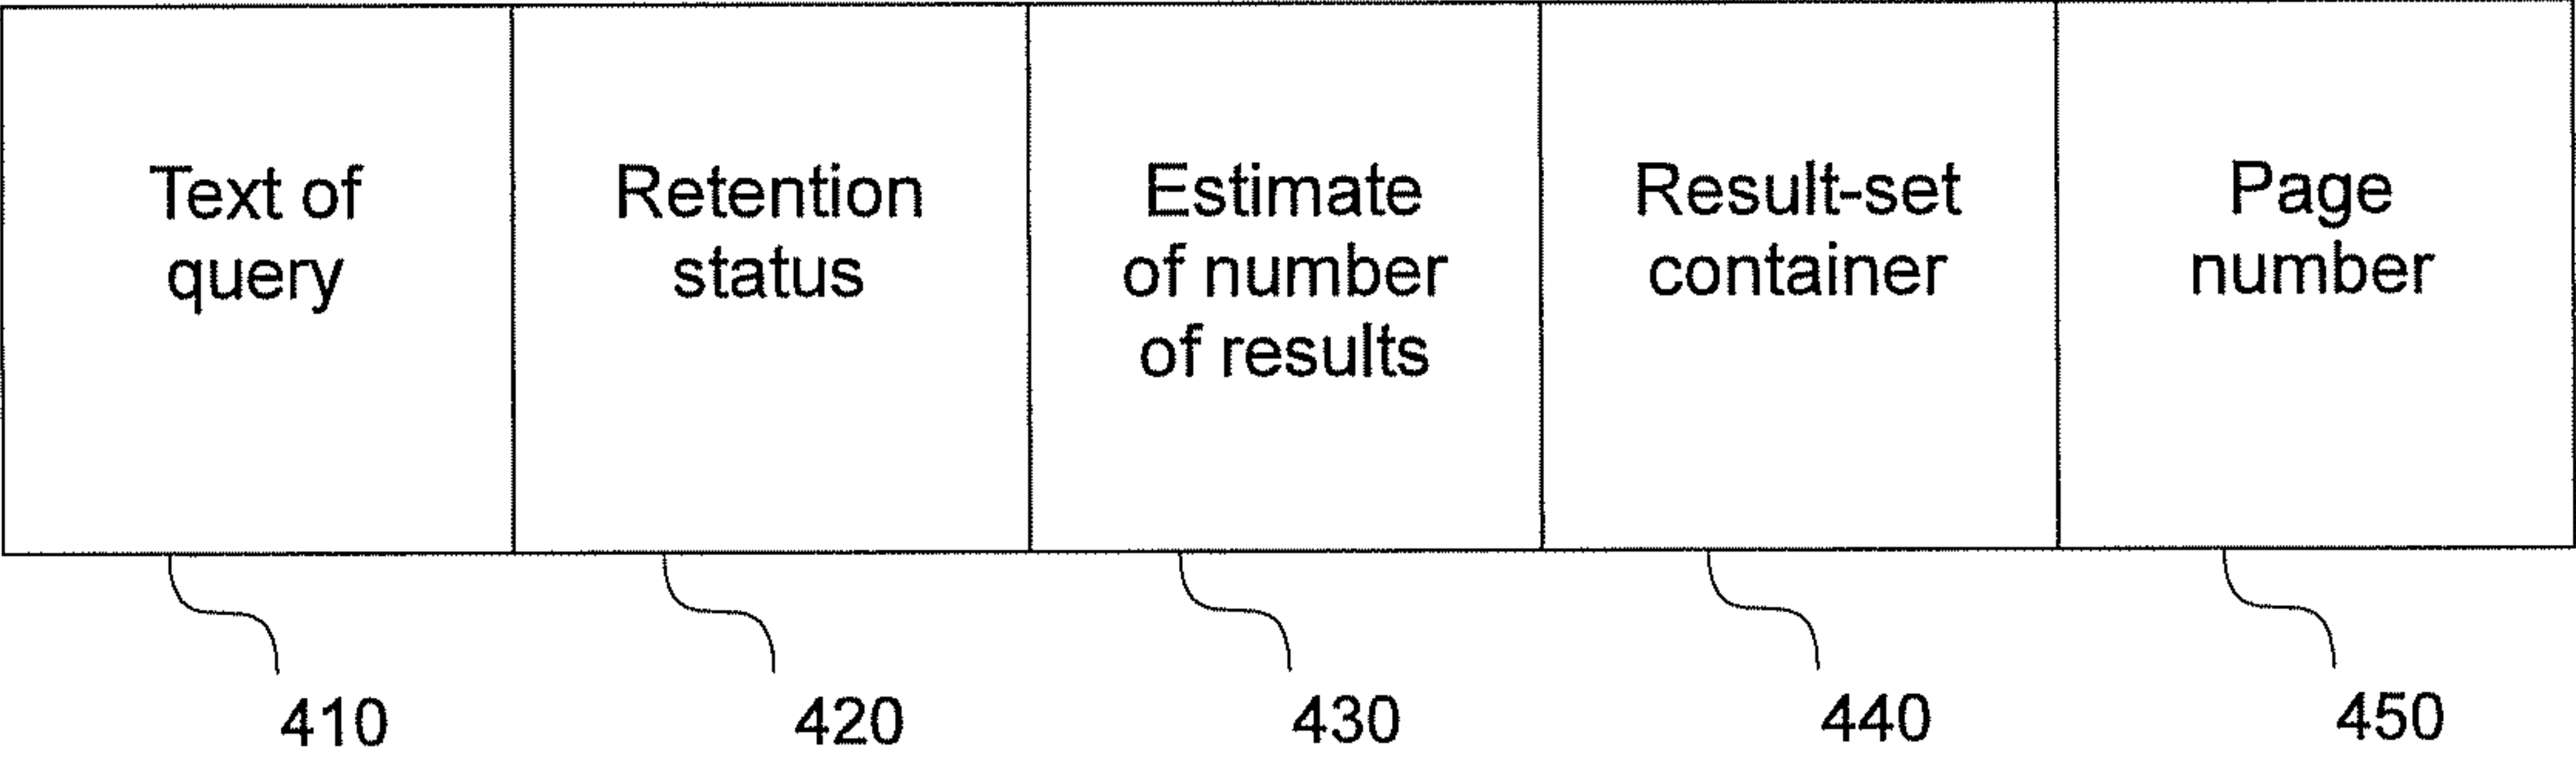 Text of
query
Retention
status
Estimate
of number
of results
Result-set
container
Page
number
410
420
430
440
450